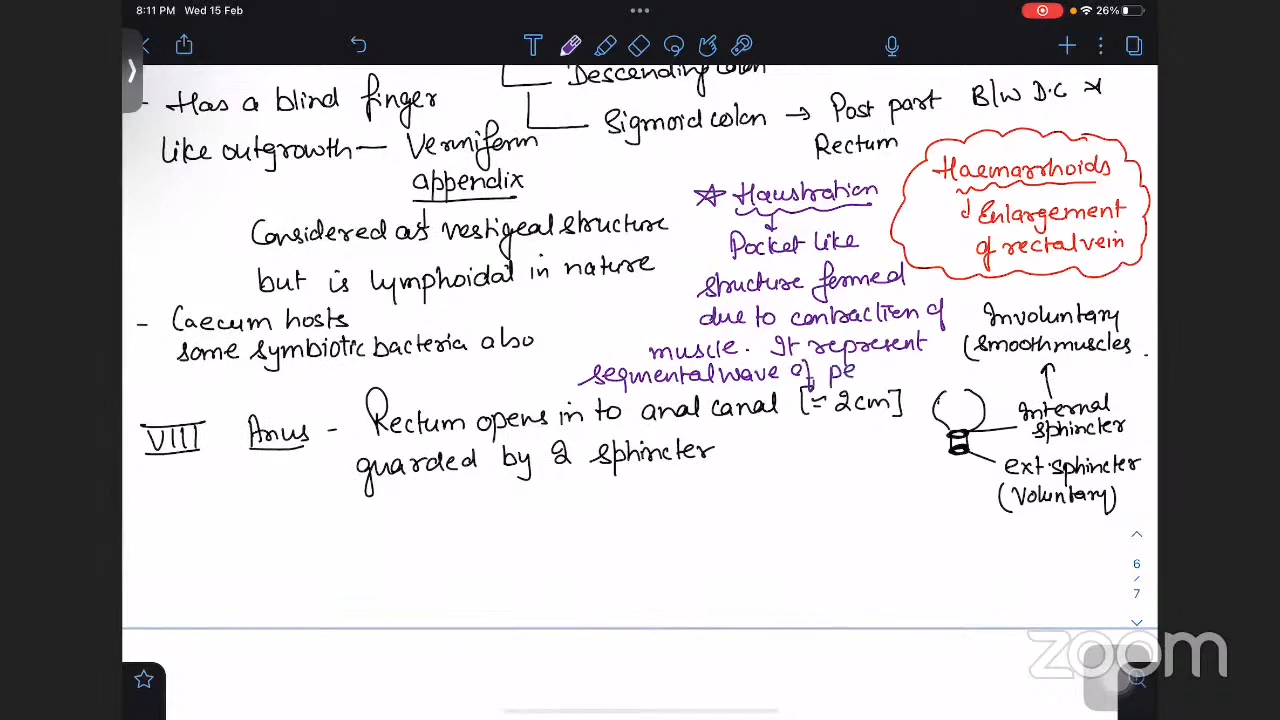 8:11 PM Wed 15 Feb
26%
T
Descending colon
- Has a blind finger
like outgrowth — Vermiform
appendix
Sigmoid colon → Post part B/W D.C &
Rectum
Considered as vestigeal structure
but is lymphoidal in nature
- Caecum hosts
some symbiotic bacteria also
Haustration
Pocket like
structure formed
due to contraction of
muscle. It represent
segmental wave of pe
Haemarrhoids
Enlargement
of rectal vein
VIII Anus - Rectum opens in to anal canal [≃ 2cm]
guarded by 2 sphincter
Involuntary
(smooth muscles
Internal
sphincter
ext. sphincter
(Voluntary)
6
/
7
zoom